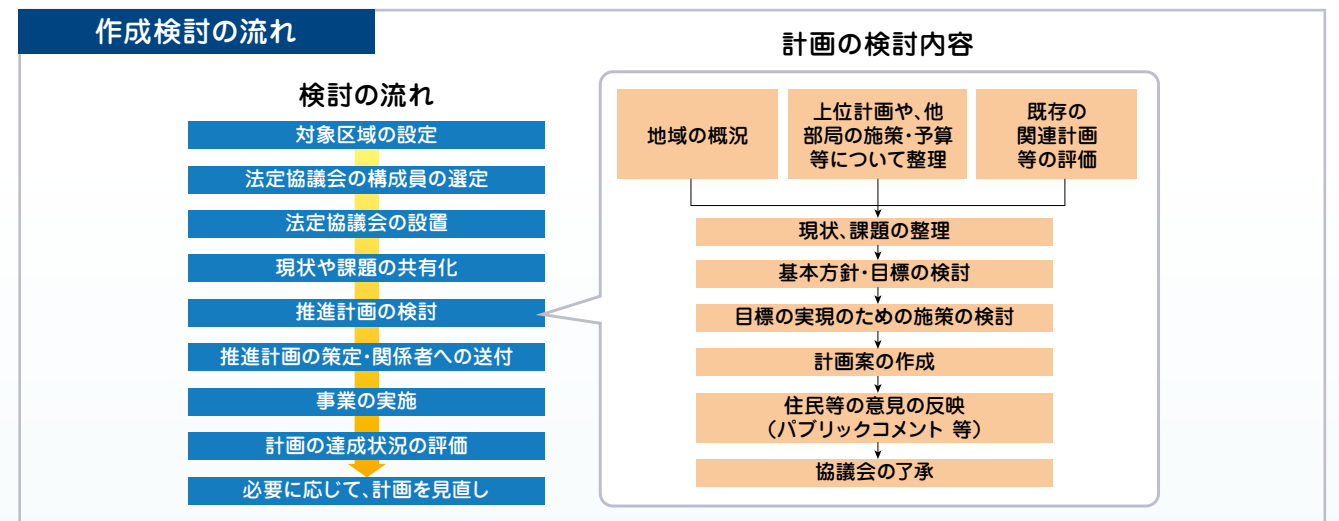 作成検討の流れ
検討の流れ
対象区域の設定
法定協議会の構成員の選定
法定協議会の設置
現状や課題の共有化
推進計画の検討
推進計画の策定・関係者への送付
事業の実施
計画の達成状況の評価
必要に応じて、計画を見直し
計画の検討内容
地域の概況
上位計画や、他
部局の施策・予算
等について整理
既存の
関連計画
等の評価
現状、課題の整理
基本方針・目標の検討
目標の実現のための施策の検討
計画案の作成
住民等の意見の反映
（パブリックコメント 等）
協議会の了承